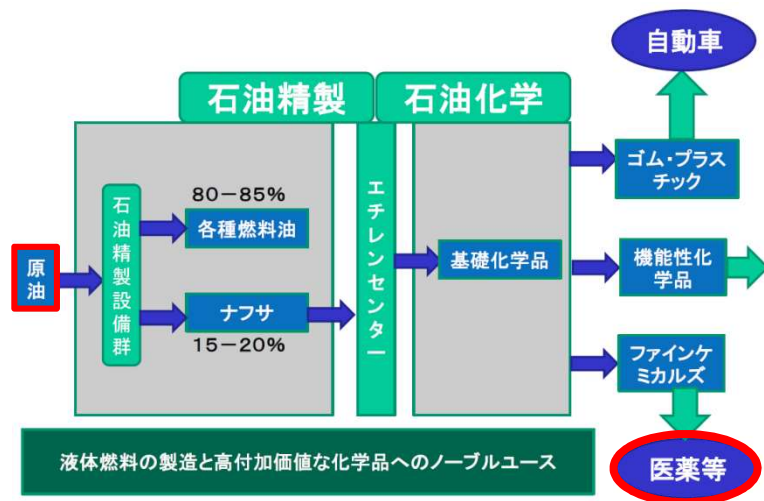 自動車
石油精製
石油化学
ゴム・プラス
チック
80－85%
各種燃料油
石油精製設備群
エチレンセンター
原
油
基礎化学品
機能性化
学品
ナフサ
15－20%
ファインケ
ミカルズ
液体燃料の製造と高付加価値な化学品へのノーブルユース
医薬等